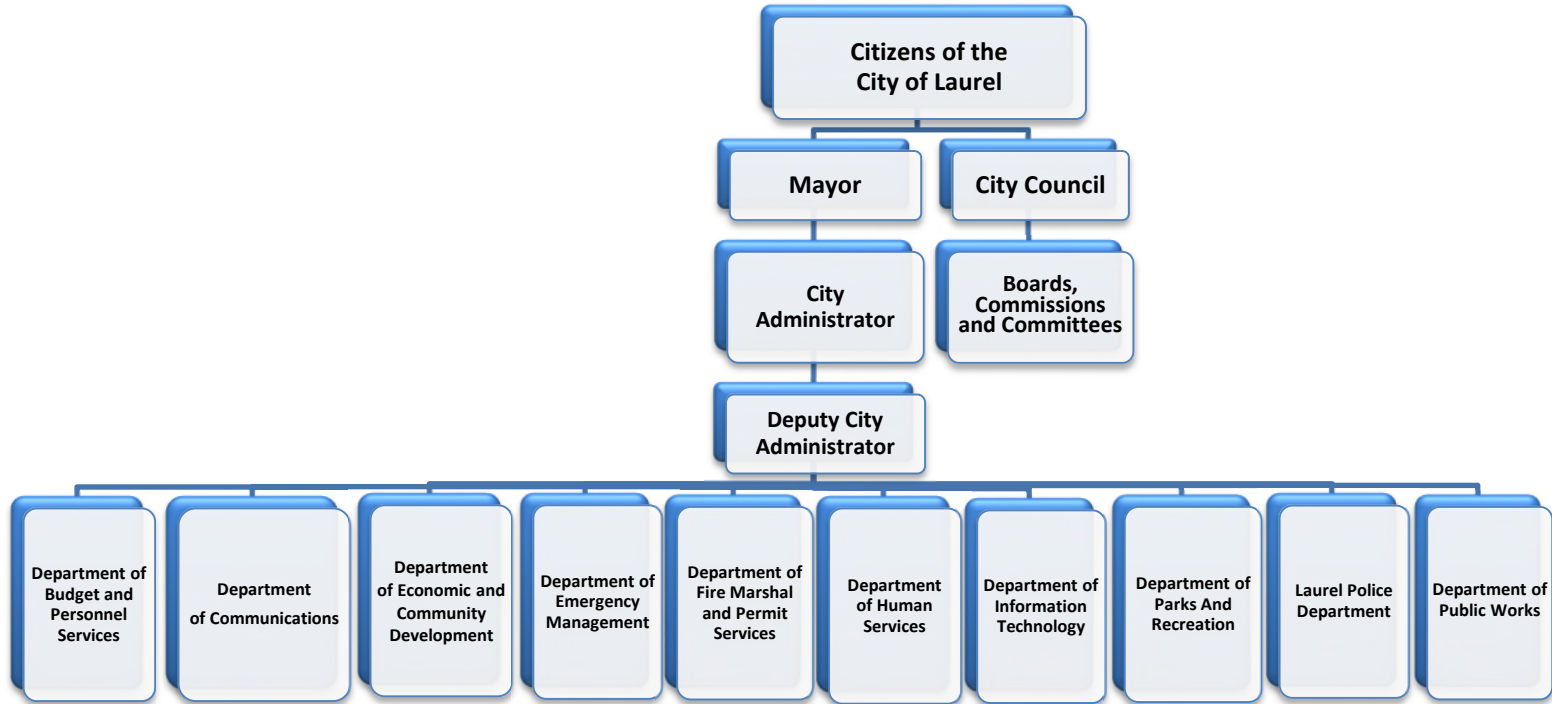 Citizens of the
City of Laurel
Mayor
City Council
City
Administrator
Boards,
Commissions
and Committees
Deputy City
Administrator
Department of
Budget and
Personnel
Services
Department
of Communications
Department
of Economic and
Community
Development
Department of
Emergency
Management
Department of
Fire Marshal
and Permit
Services
Department
of Human
Services
Department of
Information
Technology
Department of
Parks And
Recreation
Laurel Police
Department
Department of
Public Works